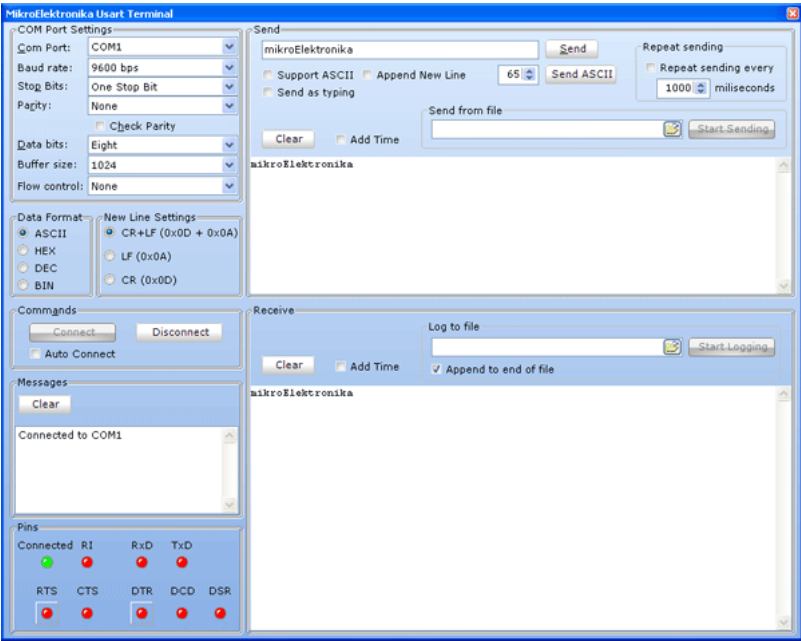 MikroElektronika Usart Terminal
COM Port Settings
Com Port: COM1
Baud rate: 9600 bps
Stop Bits: One Stop Bit
Parity: None
Check Parity
Data bits: Eight
Buffer size: 1024
Flow control: None
Data Format
ASCII
HEX
DEC
BIN
New Line Settings
CR+LF (0x0D + 0x0A)
LF (0x0A)
CR (0x0D)
Commands
Connect Disconnect
Auto Connect
Messages
Clear
Connected to COM1
Pins
Connected RI RxD TxD
RTS CTS DTR DCD DSR
Send
mikroElektronika Send
Support ASCII Append New Line 65 Send ASCII
Send as typing
Repeat sending
Repeat sending every
1000 miliseconds
Send from file
Start Sending
Clear Add Time
mikroElektronika
Receive
Log to file
Start Logging
Clear Add Time Append to end of file
mikroElektronika